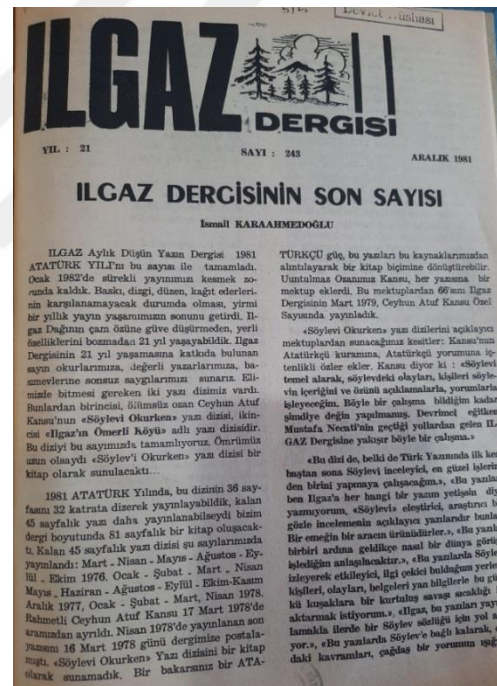 5/2
Devlet Nüshası
ILGAZ
DERGİSİ
YIL : 21
SAYI : 243
ARALIK 1981
ILGAZ DERGİSİNİN SON SAYISI
İsmail KARAAHMEDOĞLU
ILGAZ Aylık Düşün Yazın Dergisi 1981
ATATÜRK YILI'nı bu sayısı ile tamamladı.
Ocak 1982'de sürekli yayınımızı kesmek zo-
runda kaldık. Baskı, dizgi, düzen, kağıt ederleri-
nin karşılanamayacak durumda olması, yirmi
bir yıllık yayın yaşamımızın sonunu getirdi. Il-
gaz Dağının çam özüne güve düşürmeden, yerli
özelliklerini bozmadan 21 yıl yaşayabildik. Ilgaz
Dergisinin 21 yıl yaşamasına katkıda bulunan
sayın okurlarımıza, değerli yazarlarımıza, ba-
sımevlerine sonsuz saygılarımızı sunarız. Eli-
mizde bitmesi gereken iki yazı dizimiz vardı.
Bunlardan birincisi, ölümsüz ozan Ceyhun Atuf
Kansu'nun «Söylevi Okurken» yazı dizisi, ikin-
cisi «Ilgaz'ın Ömerli Köyü» adlı yazı dizisidir.
Bu diziyi bu sayımızda tamamlıyoruz. Ömrümüz
uzun olsaydı «Söylev'i Okurken» yazı dizisi bir
kitap olarak sunulacaktı...
1981 ATATÜRK Yılında, bu dizinin 36 say-
fasını 32 katrata dizerek yayınlayabildik, kalan
45 sayfalık yazı daha yayınlanabilseydi bizim
dergi boyutunda 81 sayfalık bir kitap oluşacak-
tı. Kalan 45 sayfalık yazı dizisi şu sayılarımızda
yayınlandı: Mart - Nisan - Mayıs - Ağustos - Ey-
lül - Ekim 1976. Ocak - Şubat - Mart - Nisan
Mayıs - Haziran - Ağustos - Eylül - Ekim-Kasım
Aralık 1977, Ocak - Şubat - Mart, Nisan 1978.
Rahmetli Ceyhun Atuf Kansu 17 Mart 1978'de
aramızdan ayrıldı. Nisan 1978'de yayınlanan son
yazısını 16 Mart 1978 günü dergimize postala-
mıştı. «Söylevi Okurken» Yazı dizisini bir kitap
olarak sunamadık. Bir bakarsınız bir ATA-
TÜRKÇÜ güç, bu yazıları bu kaynaklarımızdan
alıntılayarak bir kitap biçimine dönüştürebilir.
Unutulmaz Ozanımız Kansu, her yazısına bir
mektup eklerdi. Bu mektuplardan 66'sını Ilgaz
Dergisinin Mart 1979, Ceyhun Atuf Kansu Özel
Sayısında yayınladık.
«Söylevi Okurken» yazı dizilerini açıklayıcı
mektuplardan sunacağımız kesitler: Kansu'nun
Atatürkçü kuramına, Atatürkçü yorumuna iç-
tenlikli özler ekler. Kansu diyor ki : «Söylevi
temel alarak, söylevdeki olayları, kişileri söyle-
vin içeriğini ve özünü açıklamalarla, yorumlarla
işleyeceğim. Böyle bir çalışma bildiğim kadar
şimdiye değin yapılmamış. Devrimci eğitken
Mustafa Necati'nin geçtiği yollardan gelen IL-
GAZ Dergisine yakışır böyle bir çalışma.»
«Bu dizi de, belki de Türk Yazınında ilk kez
baştan sona Söylevi inceleyici, en güzel işlerim-
den birini yapmaya çalışacağım.», «Bu yazıla
ben Ilgaz'a her hangi bir yazım yetişsin diy
yazmıyorum, «Söylevi» eleştirici, araştırıcı b
gözle incelemenin açıklayıcı yazılarıdır bunla
Bir emeğin bir aracın ürünüdürler.», «Bu yazıla
birbiri ardına geldikçe nasıl bir dünya görü
işlediğim anlaşılacaktır.», «Bu yazılarda Söyle
izleyerek etkileyici, ilgi çekici bulduğum yerle
kişileri, olayları, belgeleri yan bilgilerle bu gü
kü kuşaklara bir kurtuluş savaşı sıcaklığı
aktarmak istiyorum.», «Ilgaz, bu yazıları yay
lamakla ilerde bir Söylev sözlüğü için yol a
yor.», «Bu yazılarda Söylev'e bağlı kalarak,
daki kavramları, çağdaş bir yorumun ışığ